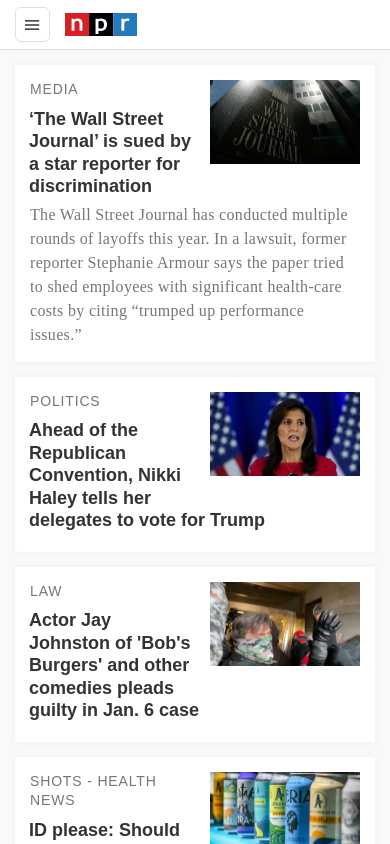 npr
MEDIA
‘The Wall Street
Journal’ is sued by
a star reporter for
discrimination
THE
WALL
STREET
JOURNAL
The Wall Street Journal has conducted multiple
rounds of layoffs this year. In a lawsuit, former
reporter Stephanie Armour says the paper tried
to shed employees with significant health-care
costs by citing “trumped up performance
issues.”
POLITICS
Ahead of the
Republican
Convention, Nikki
Haley tells her
delegates to vote for Trump
LAW
Actor Jay
Johnston of 'Bob's
Burgers' and other
comedies pleads
guilty in Jan. 6 case
SHOTS - HEALTH
NEWS
ID please: Should